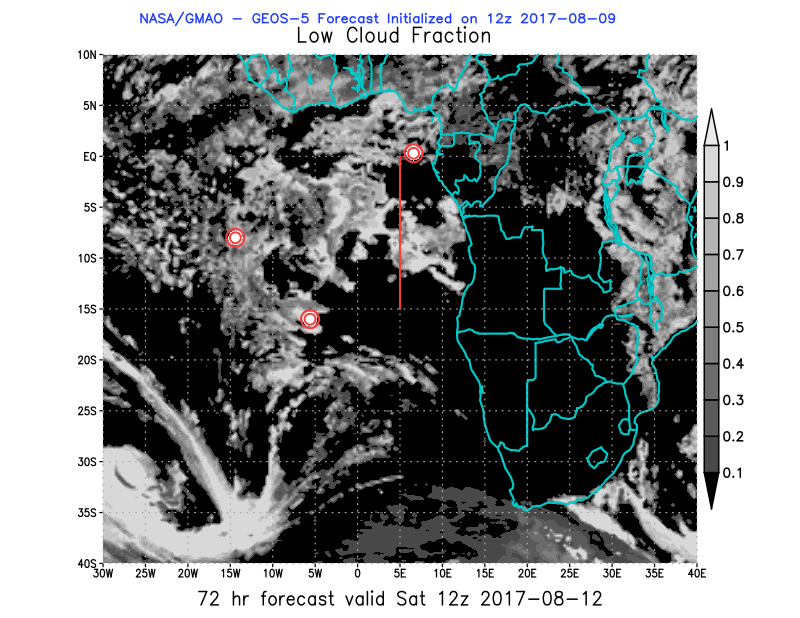 NASA/GMAO - GEOS-5 Forecast Initialized on 12z 2017-08-09
Low Cloud Fraction
10N
5N
EQ
5S
10S
15S
20S
25S
30S
35S
40S
30W 25W 20W 15W 10W 5W 0 5E 10E 15E 20E 25E 30E 35E 40E
1
0.9
0.8
0.7
0.6
0.5
0.4
0.3
0.2
0.1
72 hr forecast valid Sat 12z 2017-08-12